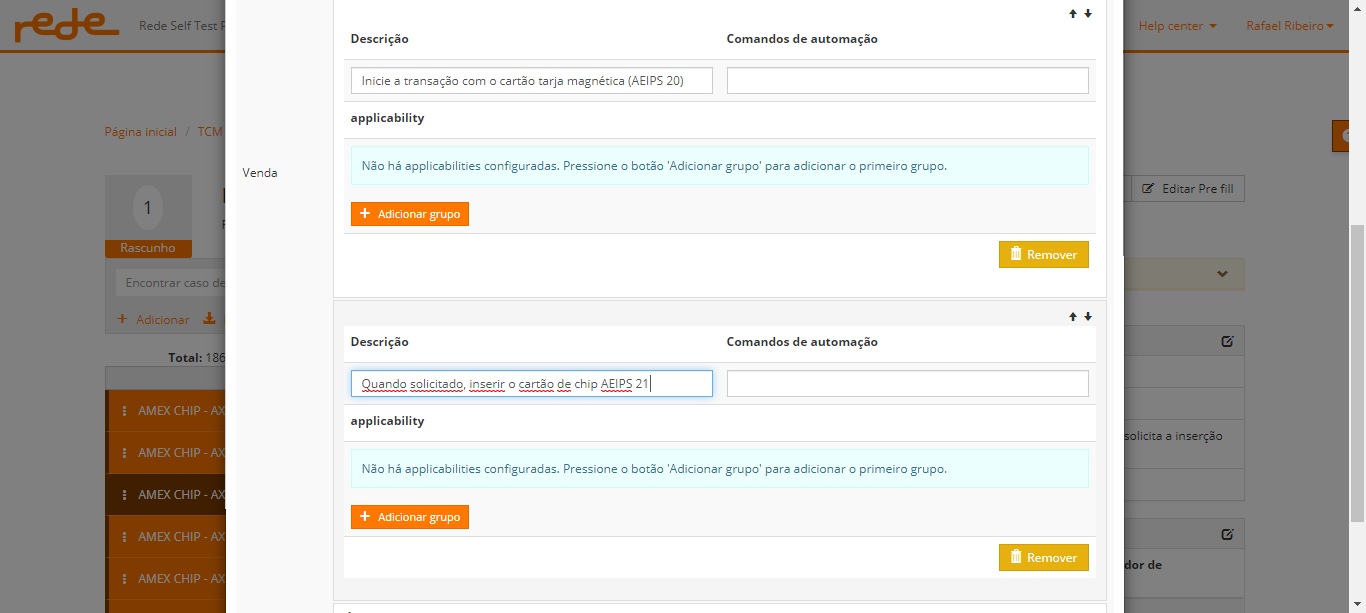 rede
Rede Self Test
Help center
Rafael Ribeiro
Página inicial / TCM
1
Rascunho
Editar Pre fill
Encontrar caso de
Adicionar
Total: 186
AMEX CHIP - AX
AMEX CHIP - AX
AMEX CHIP - AX
AMEX CHIP - AX
AMEX CHIP - AX
Venda
Descrição Comandos de automação
Inicie a transação com o cartão tarja magnética (AEIPS 20)
applicability
Não há applicabilities configuradas. Pressione o botão 'Adicionar grupo' para adicionar o primeiro grupo.
Adicionar grupo
Remover
Descrição Comandos de automação
Quando solicitado, inserir o cartão de chip AEIPS 21
applicability
Não há applicabilities configuradas. Pressione o botão 'Adicionar grupo' para adicionar o primeiro grupo.
Adicionar grupo
Remover
solicita a inserção
dor de